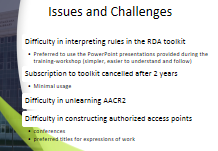 Issues and Challenges
Difficulty in interpreting rules in the RDA toolkit
• Preferred to use the PowerPoint presentations provided during the
training-workshop (simpler, easier to understand and follow)
Subscription to toolkit cancelled after 2 years
• Minimal usage
Difficulty in unlearning AACR2
Difficulty in constructing authorized access points
• conferences
• preferred titles for expressions of work